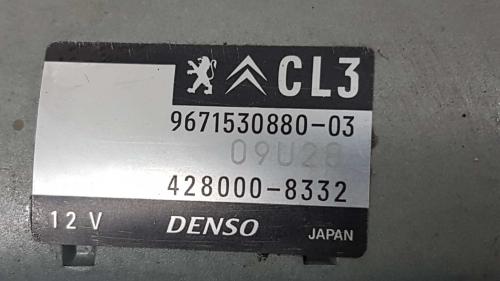 CL3
9671530880-03
09U28
428000-8332
12 V DENSO JAPAN